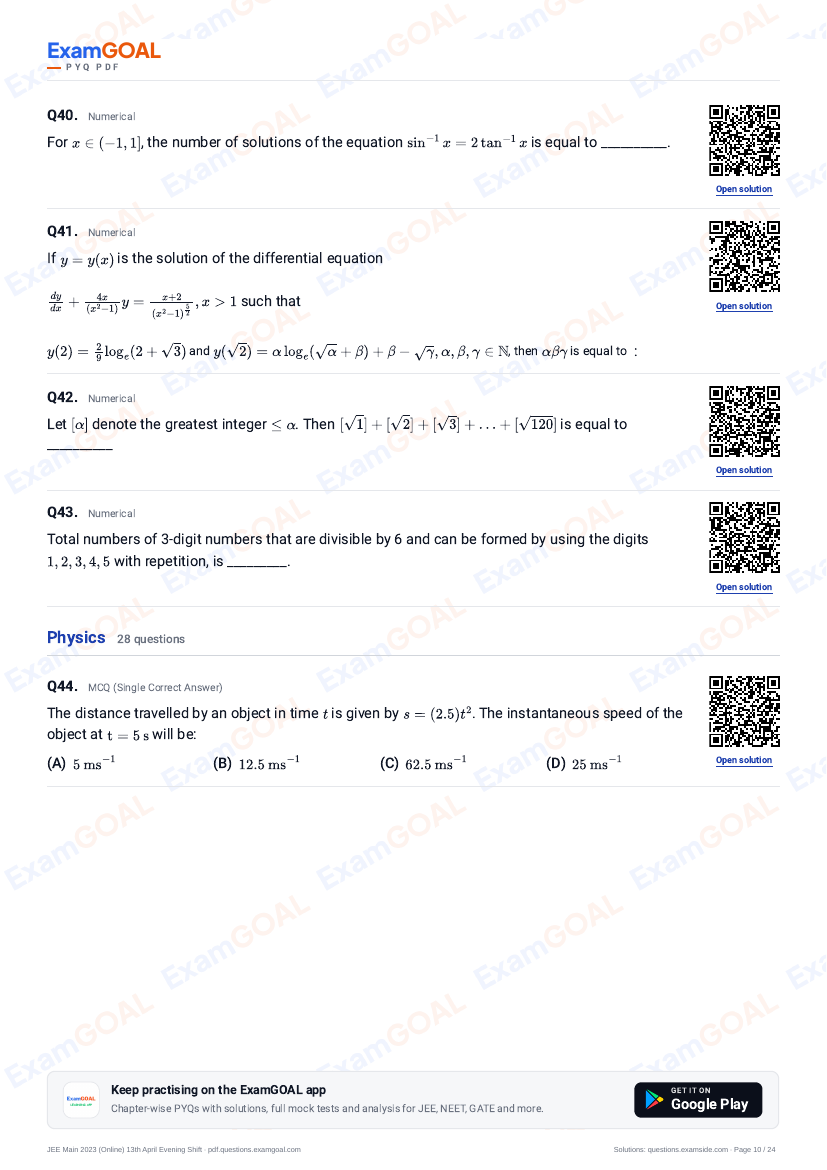 ExamGOAL
PYQ PDF
Q40. Numerical
For x ∈ (−1, 1], the number of solutions of the equation sin⁻¹ x = 2 tan⁻¹ x is equal to __________.
Open solution
Q41. Numerical
If y = y(x) is the solution of the differential equation
Open solution
dy/dx + 4x/(x²−1) y = (x+2)/(x²−1)^(5/2), x > 1 such that
y(2) = 2/9 logₑ(2 + √3) and y(√2) = α logₑ(√α + β) + β − √γ, α, β, γ ∈ ℕ, then αβγ is equal to :
Q42. Numerical
Let [α] denote the greatest integer ≤ α. Then [√1] + [√2] + [√3] + … + [√120] is equal to
__________
Open solution
Q43. Numerical
Total numbers of 3-digit numbers that are divisible by 6 and can be formed by using the digits
1, 2, 3, 4, 5 with repetition, is _________.
Open solution
Physics 28 questions
Q44. MCQ (Single Correct Answer)
The distance travelled by an object in time t is given by s = (2.5)t². The instantaneous speed of the
object at t = 5 s will be:
(A) 5 ms⁻¹ (B) 12.5 ms⁻¹ (C) 62.5 ms⁻¹ (D) 25 ms⁻¹
Open solution
ExamGOAL
Keep practising on the ExamGOAL app
Chapter-wise PYQs with solutions, full mock tests and analysis for JEE, NEET, GATE and more.
GET IT ON
Google Play
JEE Main 2023 (Online) 13th April Evening Shift · pdf.questions.examgoal.com
Solutions: questions.examside.com · Page 10 / 24